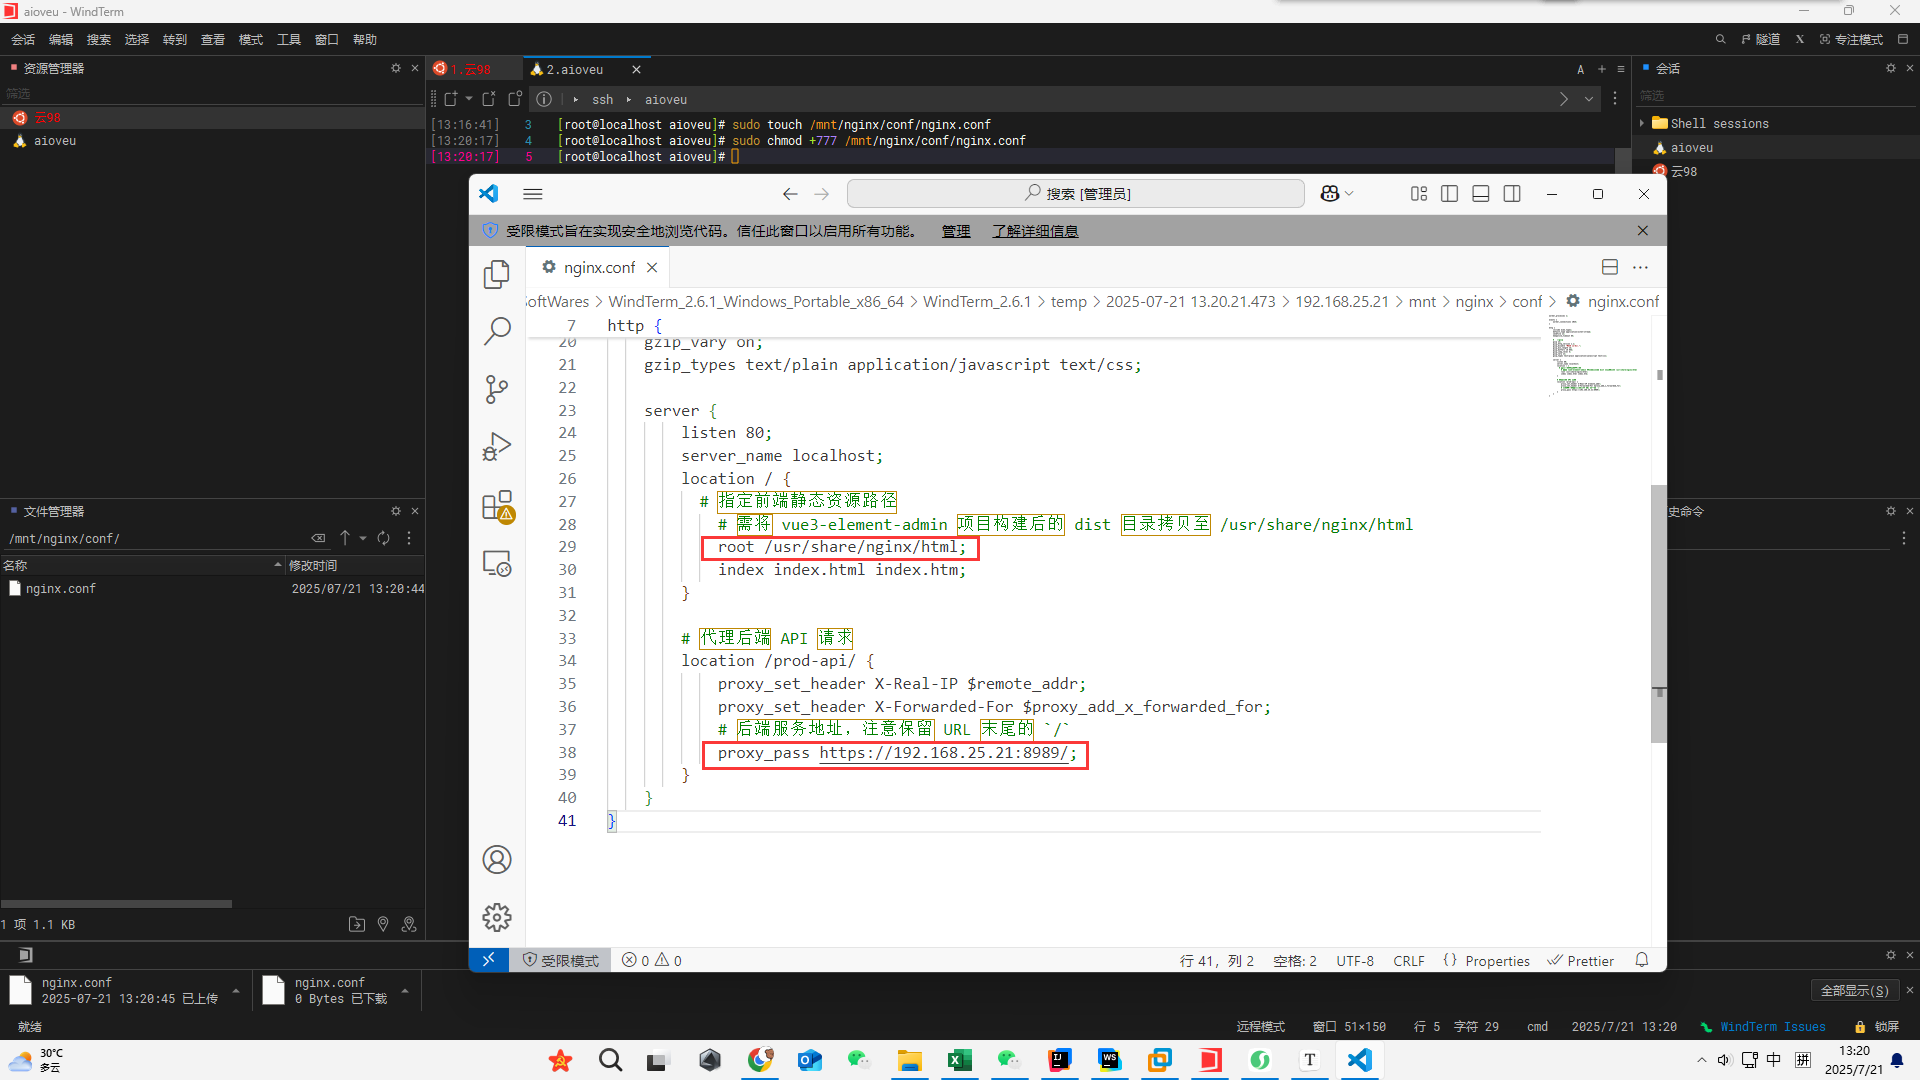 aioveu - WindTerm
会话 编辑 搜索 选择 转到 查看 模式 工具 窗口 帮助
隧道 X 专注模式
资源管理器
筛选
云98
aioveu
1.云98
2.aioveu
A
ssh aioveu
[13:16:41] 3 [root@localhost aioveu]# sudo touch /mnt/nginx/conf/nginx.conf
[13:20:17] 4 [root@localhost aioveu]# sudo chmod +777 /mnt/nginx/conf/nginx.conf
[13:20:17] 5 [root@localhost aioveu]#
会话
筛选
Shell sessions
aioveu
云98
史命令
搜索 [管理员]
受限模式旨在实现安全地浏览代码。信任此窗口以启用所有功能。 管理 了解详细信息
nginx.conf
oftWares > WindTerm_2.6.1_Windows_Portable_x86_64 > WindTerm_2.6.1 > temp > 2025-07-21 13.20.21.473 > 192.168.25.21 > mnt > nginx > conf > nginx.conf
7 http {
20 gzip_vary on;
21 gzip_types text/plain application/javascript text/css;
22
23 server {
24 listen 80;
25 server_name localhost;
26 location / {
27 # 指定前端静态资源路径
28 # 需将 vue3-element-admin 项目构建后的 dist 目录拷贝至 /usr/share/nginx/html
29 root /usr/share/nginx/html;
30 index index.html index.htm;
31 }
32
33 # 代理后端 API 请求
34 location /prod-api/ {
35 proxy_set_header X-Real-IP $remote_addr;
36 proxy_set_header X-Forwarded-For $proxy_add_x_forwarded_for;
37 # 后端服务地址，注意保留 URL 末尾的 `/`
38 proxy_pass https://192.168.25.21:8989/;
39 }
40 }
41 }
受限模式 0 0
行 41，列 2 空格: 2 UTF-8 CRLF {} Properties Prettier
文件管理器
/mnt/nginx/conf/
名称 修改时间
nginx.conf 2025/07/21 13:20:44
1 项 1.1 KB
nginx.conf
2025-07-21 13:20:45 已上传
nginx.conf
0 Bytes 已下载
全部显示(S)
就绪
远程模式 窗口 51×150 行 5 字符 29 cmd 2025/7/21 13:20 WindTerm Issues 锁屏
30°C
多云
中 拼
13:20
2025/7/21